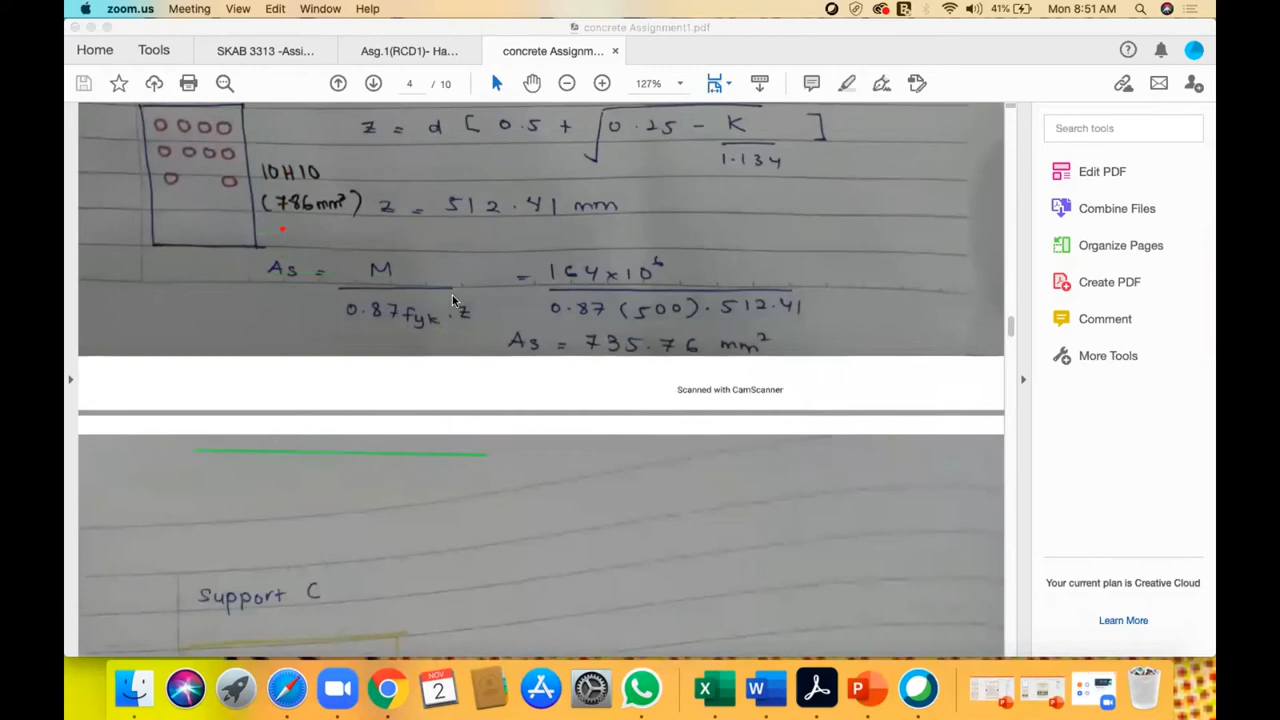 zoom.us Meeting View Edit Window Help
41% Mon 8:51 AM
concrete Assignment1.pdf
Home Tools SKAB 3313 -Assi... Asg.1(RCD1)- Ha... concrete Assignm... ×
4 / 10 127%
z = d [ 0.5 + √ 0.25 - K ]
1.134
10H10
(786mm²) z = 512.41 mm
As = M = 164×10⁶
0.87fyk.z 0.87 (500). 512.41
As = 735.76 mm²
Scanned with CamScanner
Support C
Search tools
Edit PDF
Combine Files
Organize Pages
Create PDF
Comment
More Tools
Your current plan is Creative Cloud
Learn More
NOV
2